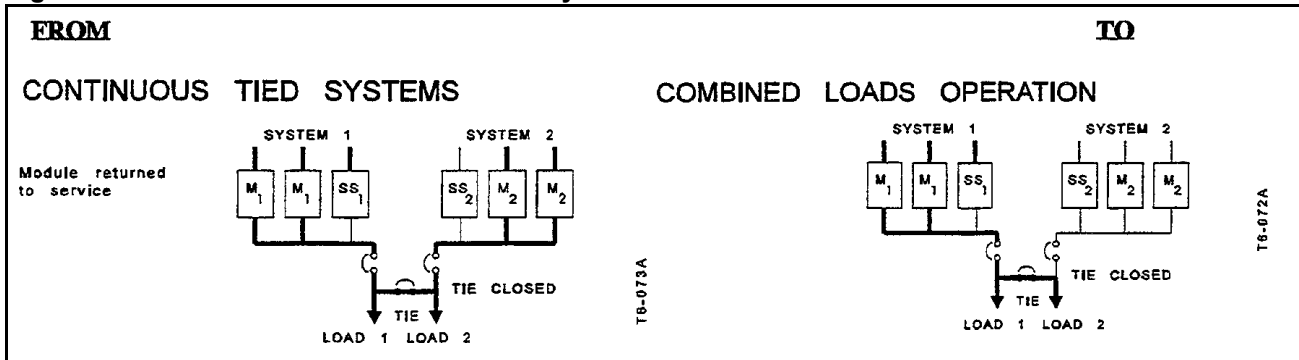 FROM
TO
CONTINUOUS TIED SYSTEMS
COMBINED LOADS OPERATION
Module returned
to service
SYSTEM 1 SYSTEM 2
M1 M1 SS1 SS2 M2 M2
TIE CLOSED
TIE
LOAD 1 LOAD 2
T6-073A
SYSTEM 1 SYSTEM 2
M1 M1 SS1 SS2 M2 M2
TIE CLOSED
TIE
LOAD 1 LOAD 2
T6-072A